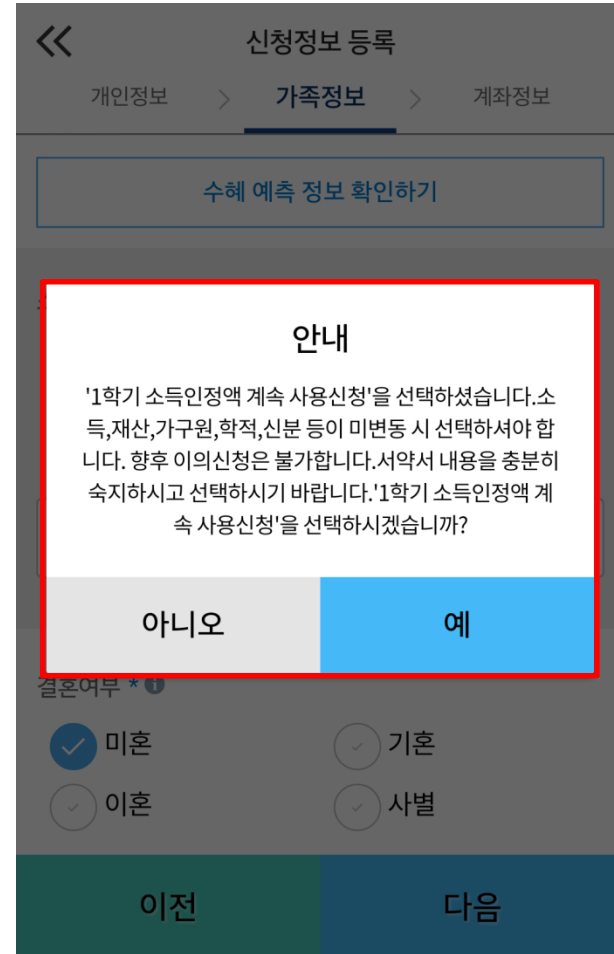 신청정보 등록
개인정보 > 가족정보 > 계좌정보
수혜 예측 정보 확인하기
안내
'1학기 소득인정액 계속 사용신청'을 선택하셨습니다.소
득,재산,가구원,학적,신분 등이 미변동 시 선택하셔야 합
니다. 향후 이의신청은 불가합니다.서약서 내용을 충분히
숙지하시고 선택하시기 바랍니다.'1학기 소득인정액 계
속 사용신청'을 선택하시겠습니까?
아니오 예
결혼여부 *
미혼 기혼
이혼 사별
이전 다음